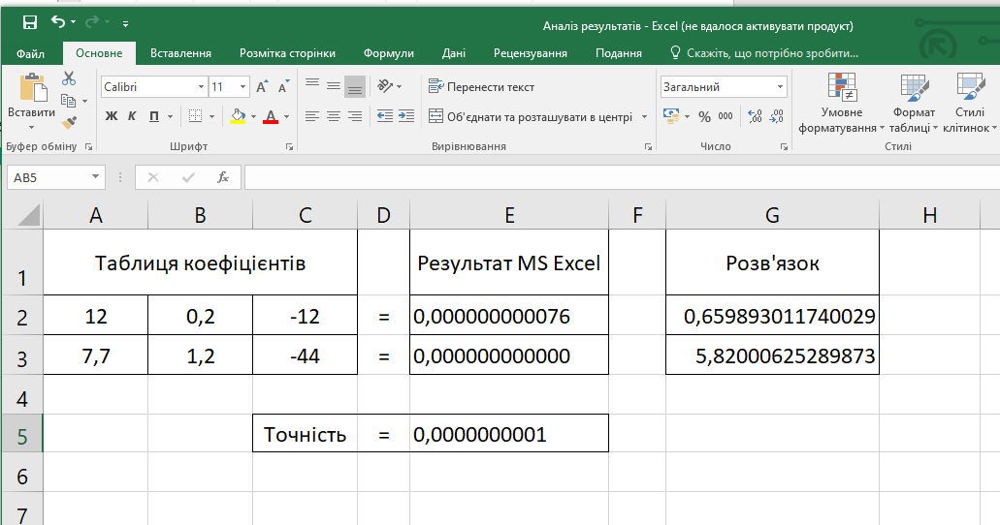 Аналіз результатів - Excel (не вдалося активувати продукт)
Файл Основне Вставлення Розмітка сторінки Формули Дані Рецензування Подання Скажіть, що потрібно зробити...
Вставити
Calibri 11
Ж К П
А А
А
Перенести текст
Об'єднати та розташувати в центрі
Загальний
% 000
Умовне форматування
Формат таблиці
Стилі клітинок
Буфер обміну Шрифт Вирівнювання Число Стилі
AB5 fx
A B C D E F G H
1 Таблиця коефіцієнтів Результат MS Excel Розв'язок
2 12 0,2 -12 = 0,000000000076 0,659893011740029
3 7,7 1,2 -44 = 0,000000000000 5,82000625289873
4
5 Точність = 0,0000000001
6
7